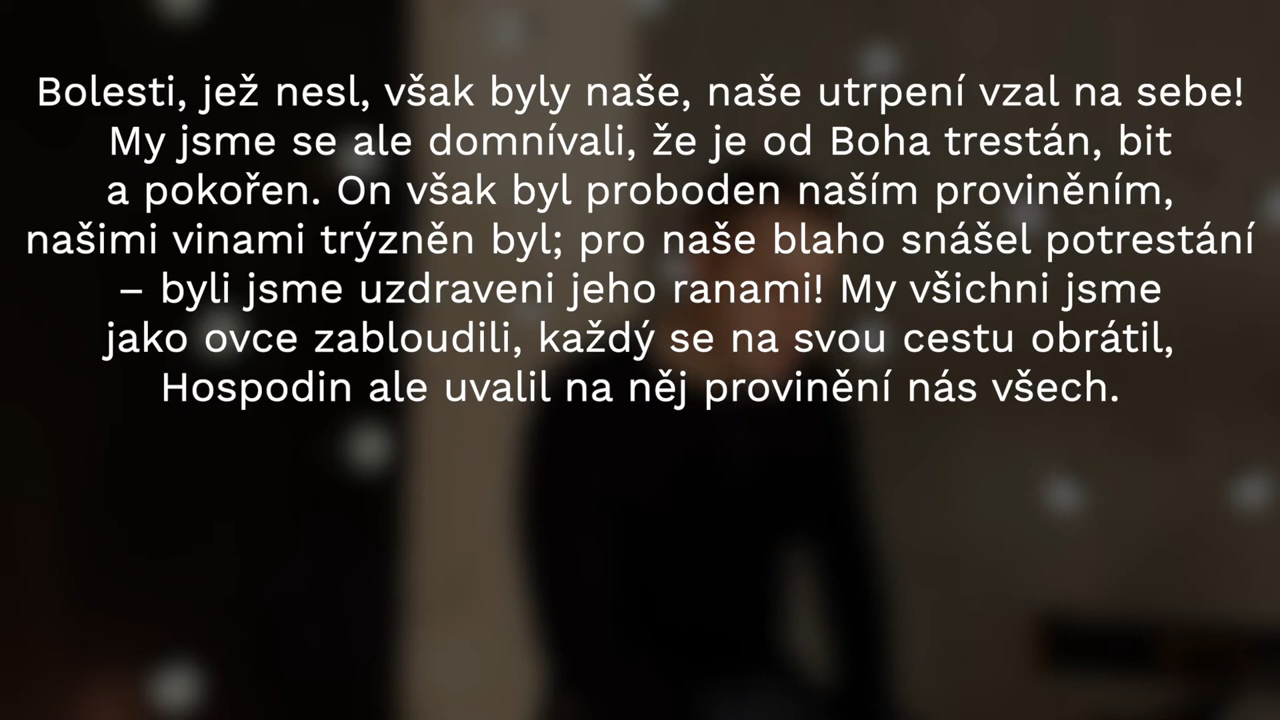 Bolesti, jež nesl, však byly naše, naše utrpení vzal na sebe!
My jsme se ale domnívali, že je od Boha trestán, bit
a pokořen. On však byl proboden naším proviněním,
našimi vinami trýzněn byl; pro naše blaho snášel potrestání
– byli jsme uzdraveni jeho ranami! My všichni jsme
jako ovce zabloudili, každý se na svou cestu obrátil,
Hospodin ale uvalil na něj provinění nás všech.